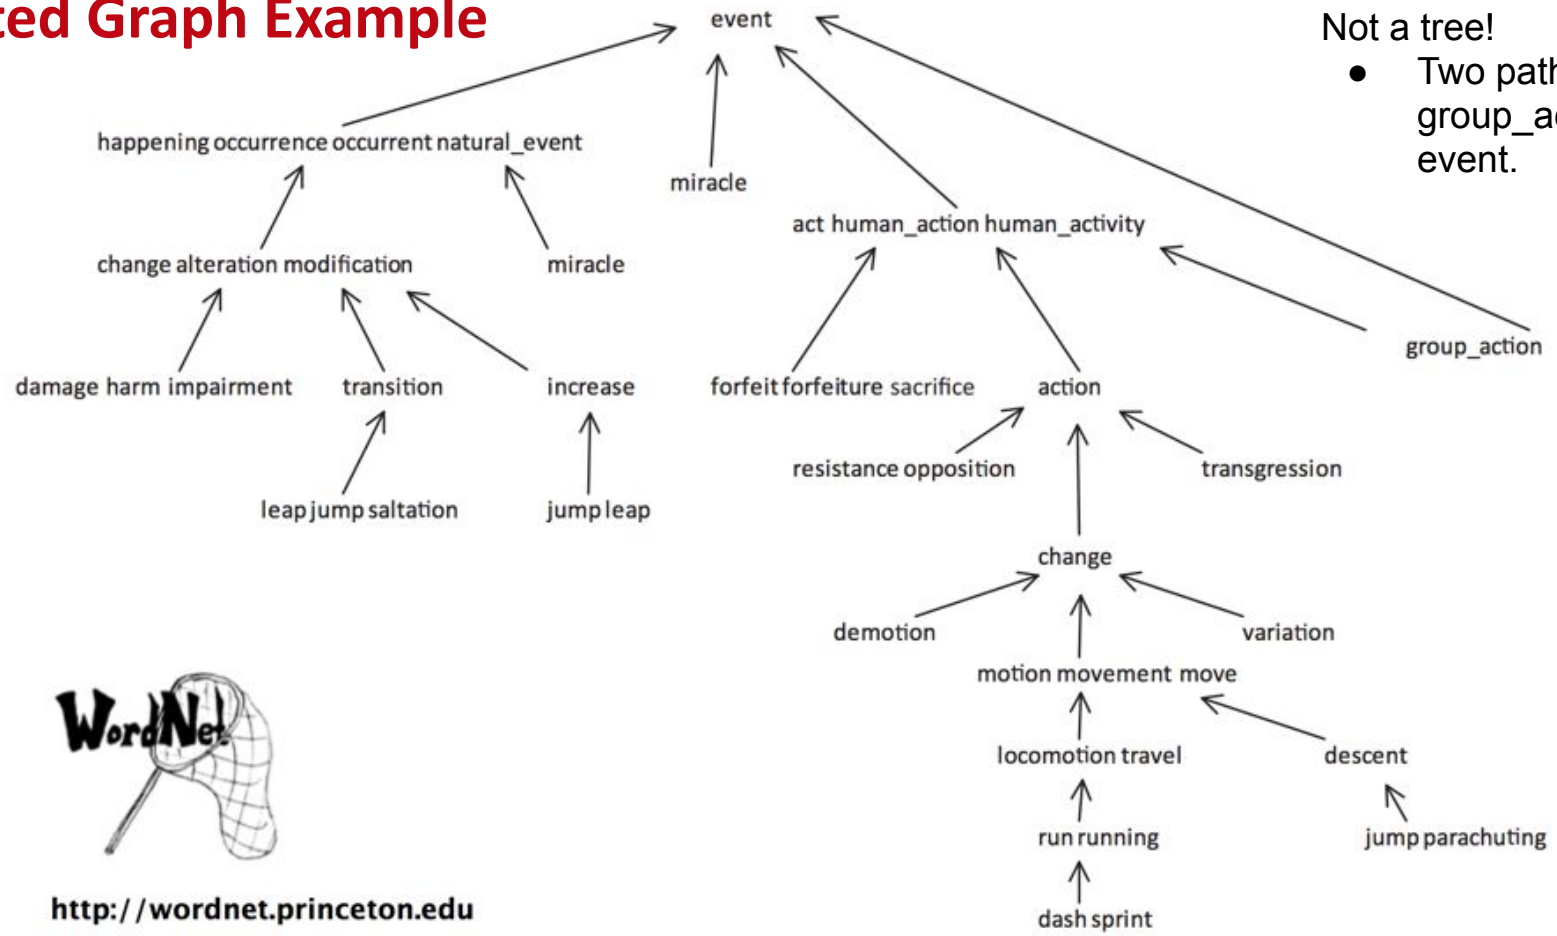 Graph Example
Not a tree!
● Two
event.
event
happening occurrence occurrent natural_event
miracle
act human_action human_activity
change alteration modification
miracle
group_action
damage harm impairment
transition
increase
forfeit forfeiture sacrifice
action
resistance opposition
transgression
leap jump saltation
jump leap
change
demotion
variation
motion movement move
WordNet
locomotion travel
descent
run running
jump parachuting
http://wordnet.princeton.edu
dash sprint